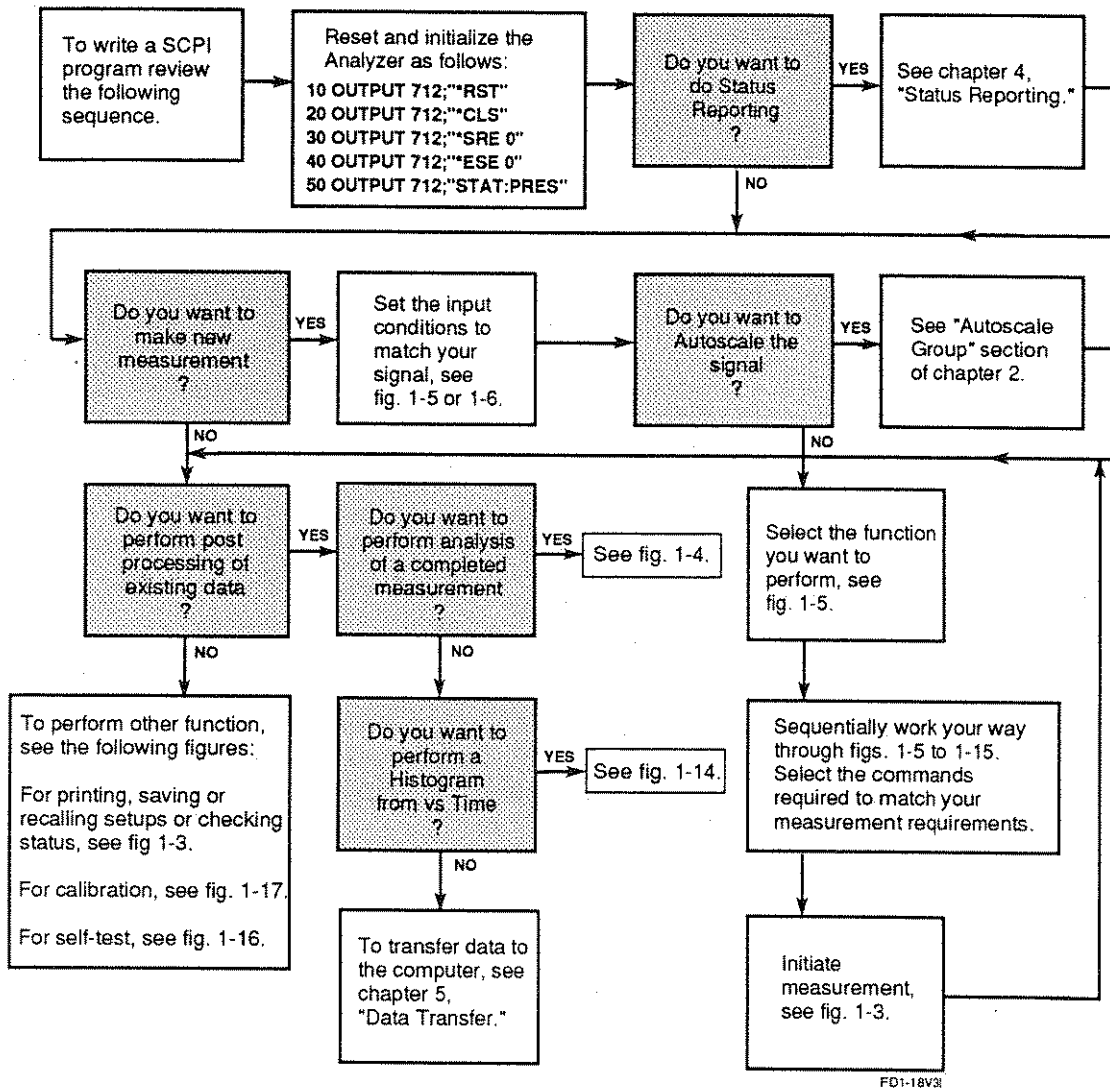 To write a SCPI
program review
the following
sequence.
Reset and initialize the
Analyzer as follows:
10 OUTPUT 712;"*RST"
20 OUTPUT 712;"*CLS"
30 OUTPUT 712;"*SRE 0"
40 OUTPUT 712;"*ESE 0"
50 OUTPUT 712;"STAT:PRES"
Do you want to
do Status
Reporting
?
YES
See chapter 4,
"Status Reporting."
NO
Do you want to
make new
measurement
?
YES
Set the input
conditions to
match your
signal, see
fig. 1-5 or 1-6.
Do you want to
Autoscale the
signal
?
YES
See "Autoscale
Group" section
of chapter 2.
NO
NO
Do you want to
perform post
processing of
existing data
?
YES
Do you want to
perform analysis
of a completed
measurement
?
YES
See fig. 1-4.
Select the function
you want to
perform, see
fig. 1-5.
NO
NO
To perform other function,
see the following figures:
For printing, saving or
recalling setups or checking
status, see fig 1-3.
For calibration, see fig. 1-17.
For self-test, see fig. 1-16.
Do you want to
perform a
Histogram
from vs Time
?
YES
See fig. 1-14.
Sequentially work your way
through figs. 1-5 to 1-15.
Select the commands
required to match your
measurement requirements.
NO
To transfer data to
the computer, see
chapter 5,
"Data Transfer."
Initiate
measurement,
see fig. 1-3.